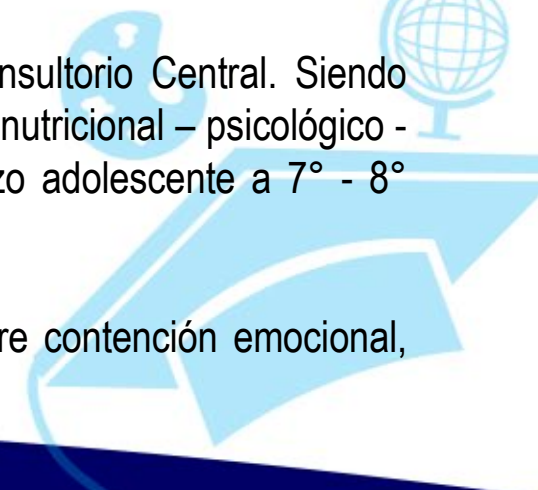 nsultorio Central. Siendo
nutricional – psicológico -
zo adolescente a 7° - 8°
re contención emocional,